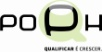 POPH
QUALIFICAR É CRESCER.